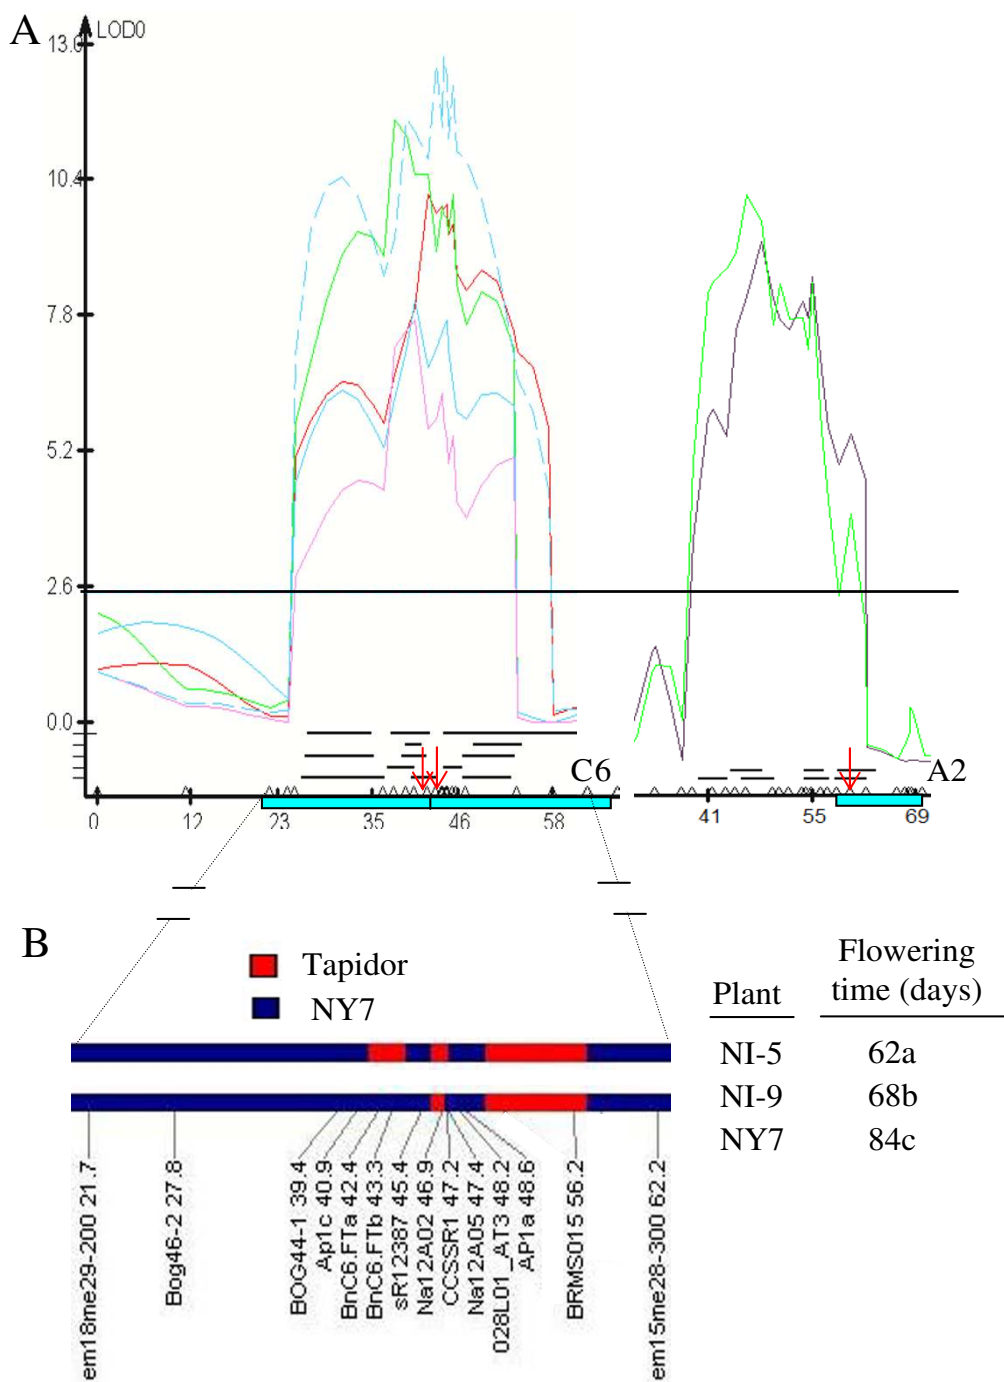 A
LOD0
13.0
10.4
7.8
5.2
2.6
0.0
C6
A2
0 12 23 35 46 58
41 55 69
B
Tapidor
NY7
Plant Flowering time (days)
NI-5 62a
NI-9 68b
NY7 84c
em18me29-200 21.7
Bog46-2 27.8
BOG44-1 39.4
Ap1c 40.9
BnC6.FTa 42.4
BnC6.FTb 43.3
sR12387 45.4
Na12A02 46.9
CCSSR1 47.2
Na12A05 47.4
028L01_AT3 48.2
AP1a 48.6
BRMS015 56.2
em15me28-300 62.2